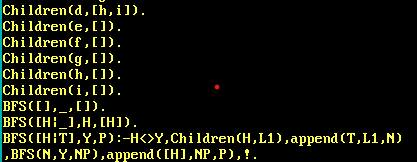 Children(d,[h,i]).
Children(e,[]).
Children(f,[]).
Children(g,[]).
Children(h,[]).
Children(i,[]).
BFS([],_,[]).
BFS([H|_],H,[H]).
BFS([H|T],Y,P):-H<>Y,Children(H,L1),append(T,L1,N)
,BFS(N,Y,NP),append([H],NP,P),!.